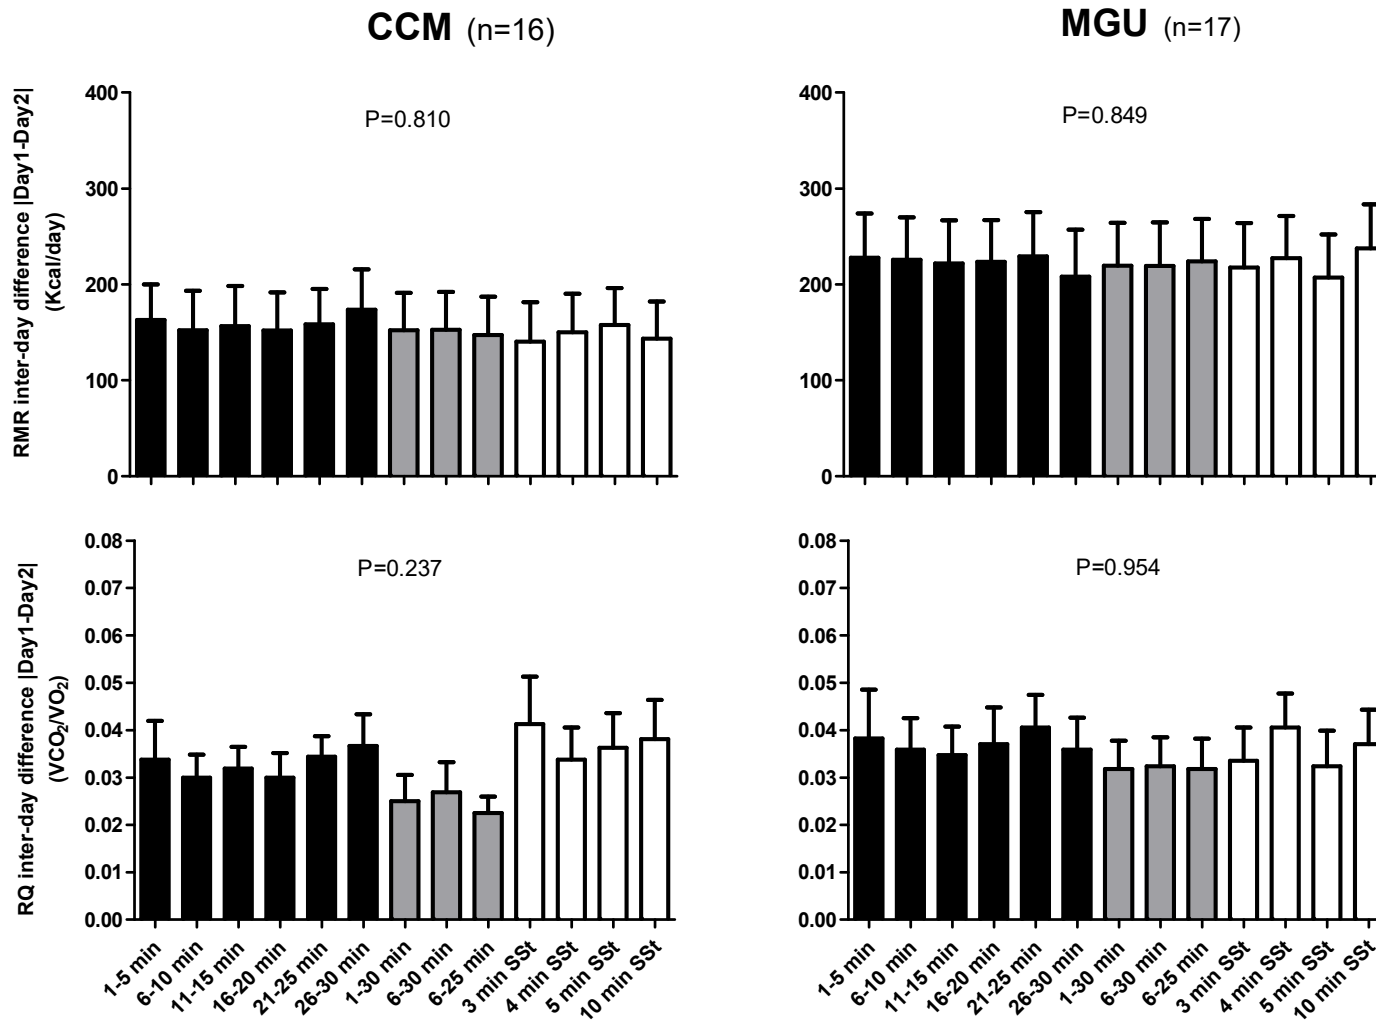 CCM (n=16)
MGU (n=17)
RMR inter-day difference |Day1-Day2|
(Kcal/day)
400
300
200
100
0
P=0.810
400
300
200
100
0
P=0.849
RQ inter-day difference |Day1-Day2|
(VCO₂/VO₂)
0.08
0.07
0.06
0.05
0.04
0.03
0.02
0.01
0.00
P=0.237
1-5 min
6-10 min
11-15 min
16-20 min
21-25 min
26-30 min
1-30 min
6-30 min
6-25 min
3 min SSt
4 min SSt
5 min SSt
10 min SSt
0.08
0.07
0.06
0.05
0.04
0.03
0.02
0.01
0.00
P=0.954
1-5 min
6-10 min
11-15 min
16-20 min
21-25 min
26-30 min
1-30 min
6-30 min
6-25 min
3 min SSt
4 min SSt
5 min SSt
10 min SSt